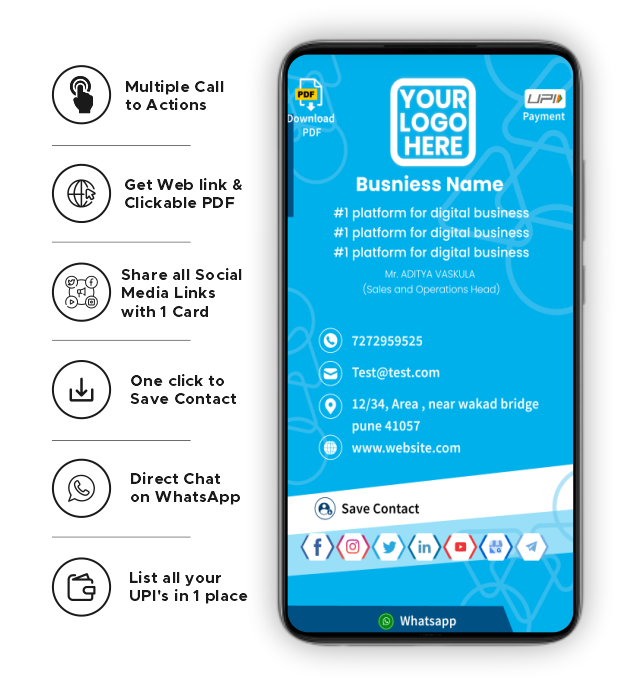 Multiple Call
to Actions
Get Web link &
Clickable PDF
Share all Social
Media Links
with 1 Card
One click to
Save Contact
Direct Chat
on WhatsApp
List all your
UPI's in 1 place
PDF
Download
PDF
YOUR
LOGO
HERE
UPI
Payment
Busniess Name
#1 platform for digital business
#1 platform for digital business
#1 platform for digital business
Mr. ADITYA VASKULA
(Sales and Operations Head)
7272959525
Test@test.com
12/34, Area , near wakad bridge
pune 41057
www.website.com
Save Contact
Whatsapp